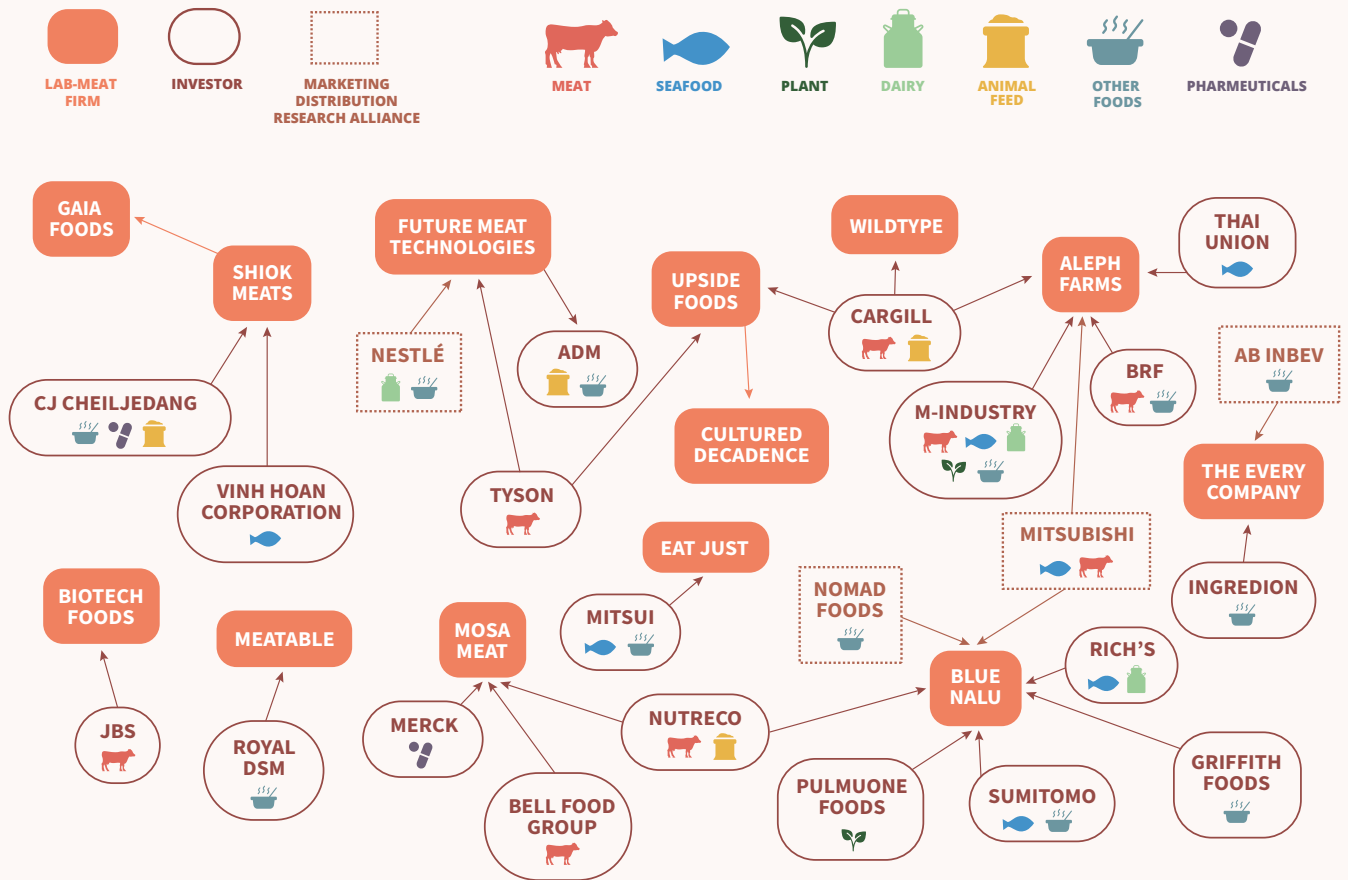 LAB-MEAT
FIRM
INVESTOR
MARKETING
DISTRIBUTION
RESEARCH ALLIANCE
MEAT
SEAFOOD
PLANT
DAIRY
ANIMAL
FEED
OTHER
FOODS
PHARMEUTICALS
GAIA
FOODS
SHIOK
MEATS
CJ CHEILJEDANG
VINH HOAN
CORPORATION
FUTURE MEAT
TECHNOLOGIES
NESTLÉ
ADM
TYSON
UPSIDE
FOODS
CULTURED
DECADENCE
WILDTYPE
CARGILL
ALEPH
FARMS
THAI
UNION
BRF
M-INDUSTRY
MITSUBISHI
AB INBEV
THE EVERY
COMPANY
INGREDION
EAT JUST
MITSUI
BIOTECH
FOODS
JBS
MEATABLE
ROYAL
DSM
MOSA
MEAT
MERCK
BELL FOOD
GROUP
NUTRECO
NOMAD
FOODS
BLUE
NALU
RICH'S
PULMUONE
FOODS
SUMITOMO
GRIFFITH
FOODS